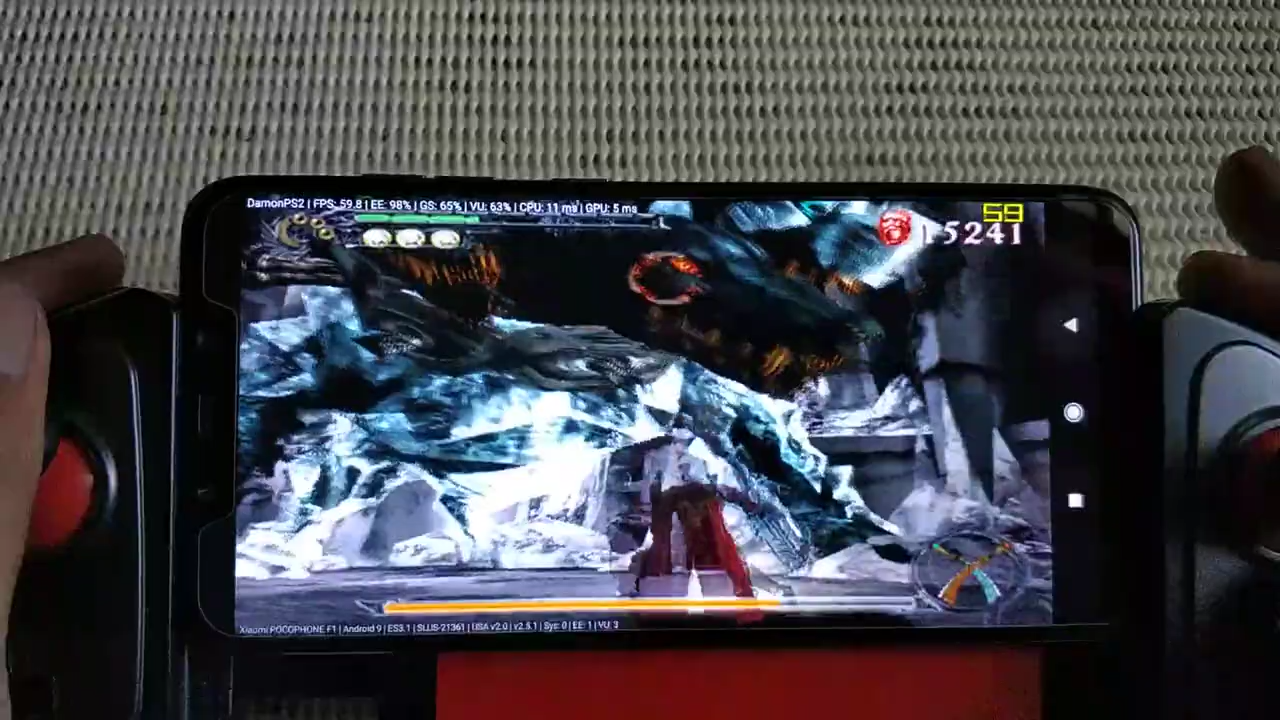 DamonPS2 | FPS: 59.8 | EE: 98% | GS: 65% | VU: 63% | CPU: 11 ms | GPU: 5 ms
59
15241
Xiaomi POCOPHONE F1 | Android 9 | ES3.1 | SLUS-21361 | USA v2.0 | v2.5.1 | Sys: 0 | EE: 1 | VU: 3